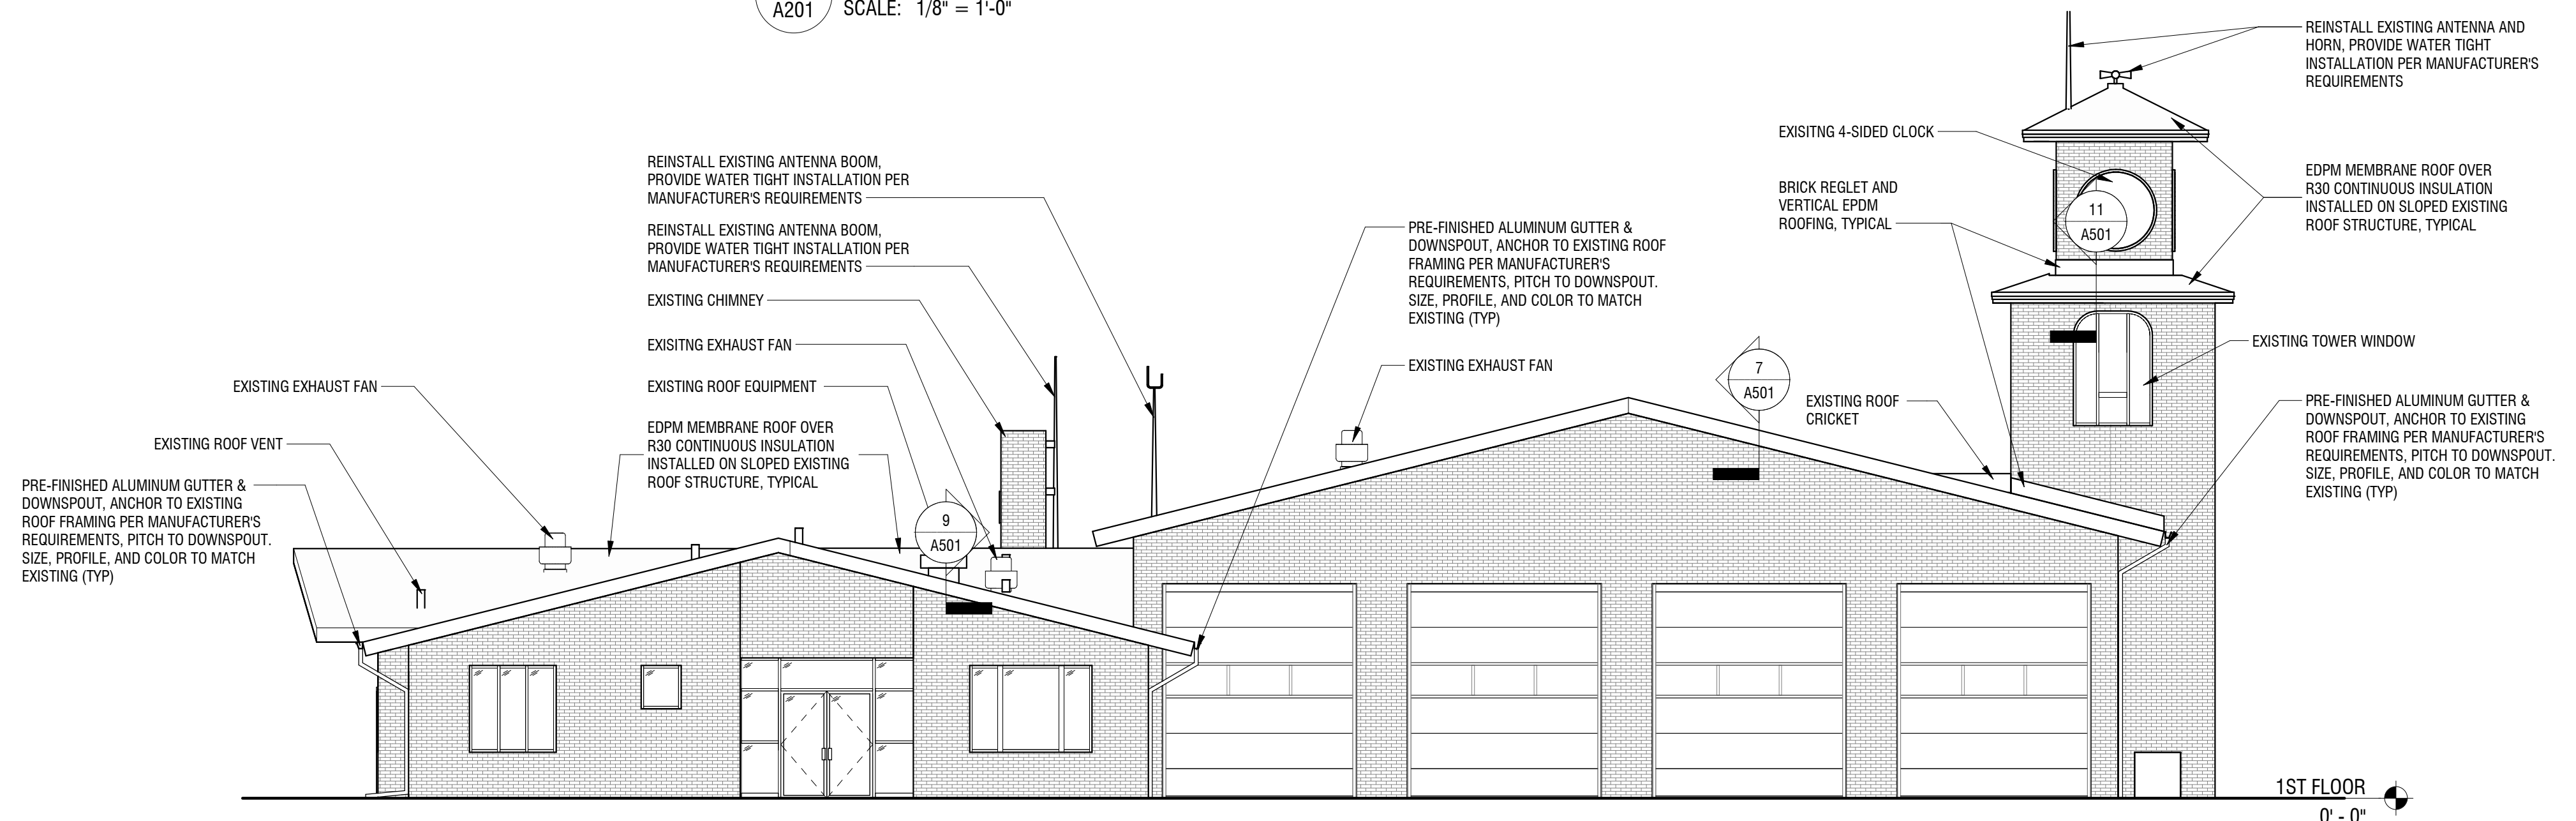 A201
SCALE: 1/8" = 1'-0"
REINSTALL EXISTING ANTENNA AND
HORN, PROVIDE WATER TIGHT
INSTALLATION PER MANUFACTURER'S
REQUIREMENTS
EXISITNG 4-SIDED CLOCK
REINSTALL EXISTING ANTENNA BOOM,
PROVIDE WATER TIGHT INSTALLATION PER
MANUFACTURER'S REQUIREMENTS
EDPM MEMBRANE ROOF OVER
R30 CONTINUOUS INSULATION
INSTALLED ON SLOPED EXISTING
ROOF STRUCTURE, TYPICAL
BRICK REGLET AND
VERTICAL EPDM
ROOFING, TYPICAL
11
A501
REINSTALL EXISTING ANTENNA BOOM,
PROVIDE WATER TIGHT INSTALLATION PER
MANUFACTURER'S REQUIREMENTS
PRE-FINISHED ALUMINUM GUTTER &
DOWNSPOUT, ANCHOR TO EXISTING ROOF
FRAMING PER MANUFACTURER'S
REQUIREMENTS, PITCH TO DOWNSPOUT.
SIZE, PROFILE, AND COLOR TO MATCH
EXISTING (TYP)
EXISTING CHIMNEY
EXISITNG EXHAUST FAN
EXISTING TOWER WINDOW
EXISTING EXHAUST FAN
7
A501
EXISTING EXHAUST FAN
EXISTING ROOF EQUIPMENT
EXISTING ROOF
CRICKET
PRE-FINISHED ALUMINUM GUTTER &
DOWNSPOUT, ANCHOR TO EXISTING
ROOF FRAMING PER MANUFACTURER'S
REQUIREMENTS, PITCH TO DOWNSPOUT.
SIZE, PROFILE, AND COLOR TO MATCH
EXISTING (TYP)
EDPM MEMBRANE ROOF OVER
R30 CONTINUOUS INSULATION
INSTALLED ON SLOPED EXISTING
ROOF STRUCTURE, TYPICAL
EXISTING ROOF VENT
PRE-FINISHED ALUMINUM GUTTER &
DOWNSPOUT, ANCHOR TO EXISTING
ROOF FRAMING PER MANUFACTURER'S
REQUIREMENTS, PITCH TO DOWNSPOUT.
SIZE, PROFILE, AND COLOR TO MATCH
EXISTING (TYP)
9
A501
1ST FLOOR
0' - 0"